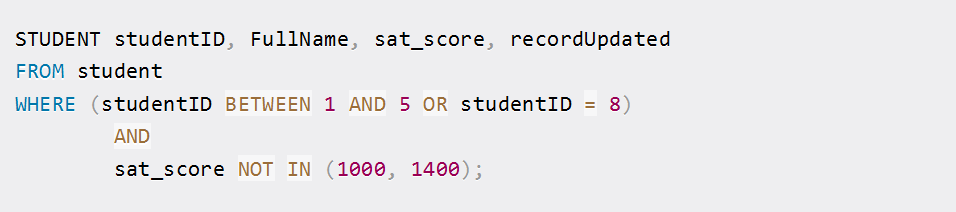 STUDENT studentID, FullName, sat_score, recordUpdated
FROM student
WHERE (studentID BETWEEN 1 AND 5 OR studentID = 8)
AND
sat_score NOT IN (1000, 1400);